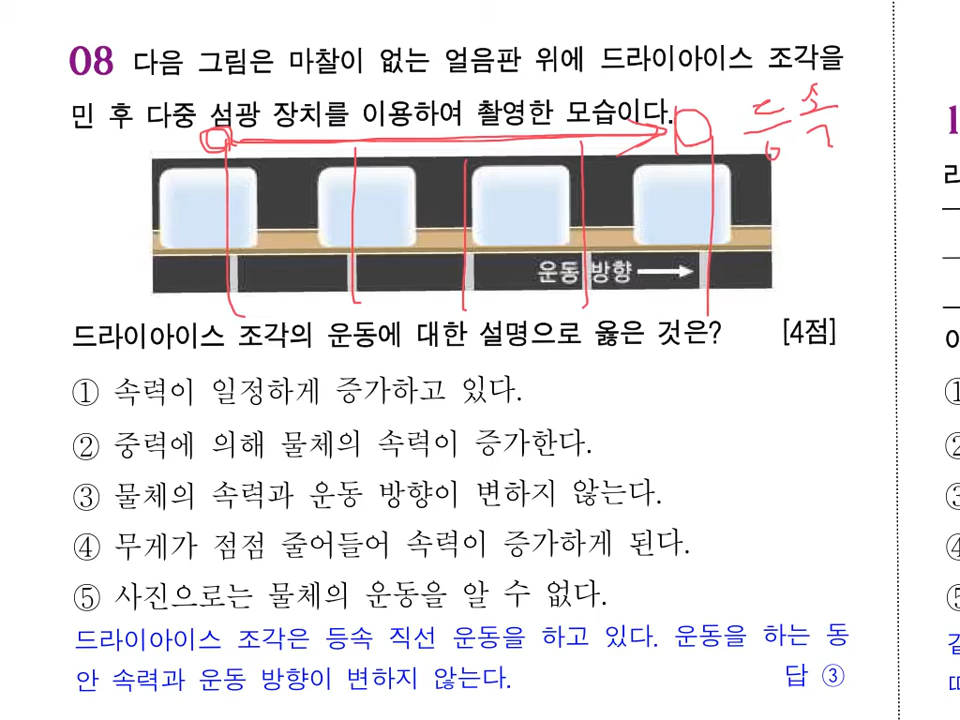 08 다음 그림은 마찰이 없는 얼음판 위에 드라이아이스 조각을
민 후 다중 섬광 장치를 이용하여 촬영한 모습이다.
운동 방향
드라이아이스 조각의 운동에 대한 설명으로 옳은 것은? [4점]
① 속력이 일정하게 증가하고 있다.
② 중력에 의해 물체의 속력이 증가한다.
③ 물체의 속력과 운동 방향이 변하지 않는다.
④ 무게가 점점 줄어들어 속력이 증가하게 된다.
⑤ 사진으로는 물체의 운동을 알 수 없다.
드라이아이스 조각은 등속 직선 운동을 하고 있다. 운동을 하는 동
안 속력과 운동 방향이 변하지 않는다. 답 ③